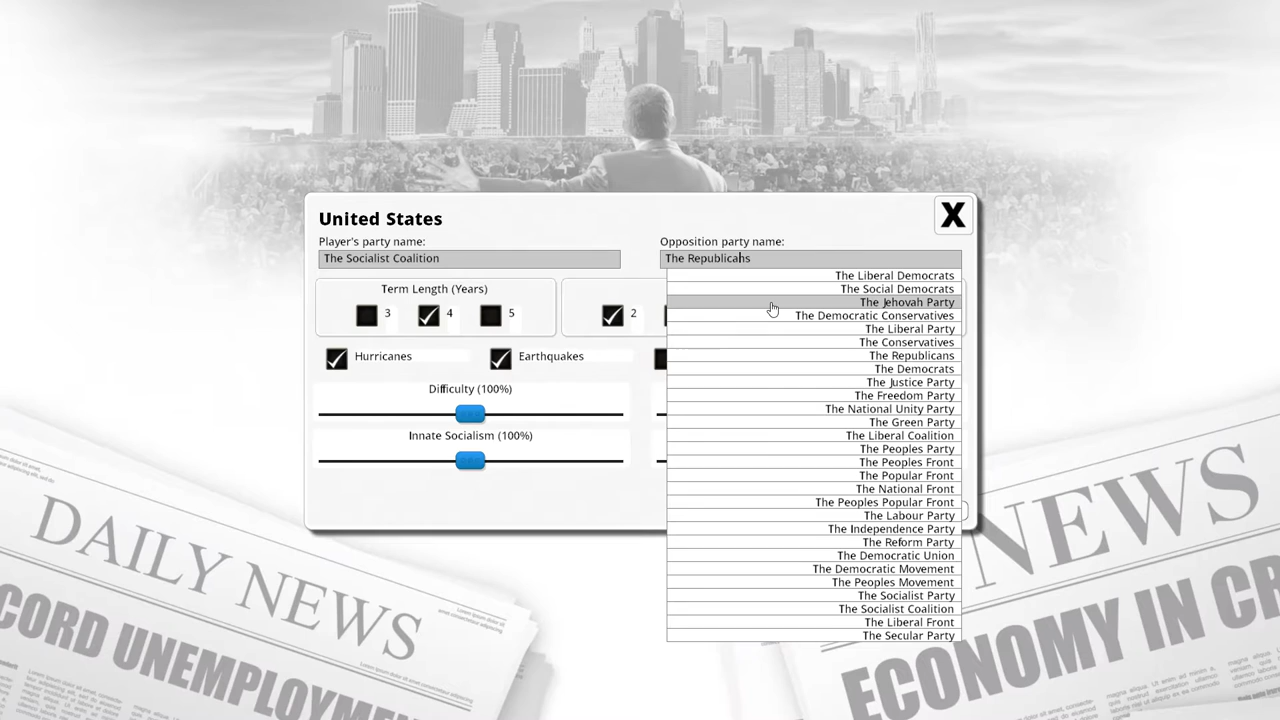 United States
X
Player's party name:
Opposition party name:
The Socialist Coalition
The Republicans
Term Length (Years)
3
4
5
2
Hurricanes
Earthquakes
Difficulty (100%)
Innate Socialism (100%)
The Liberal Democrats
The Social Democrats
The Jehovah Party
The Democratic Conservatives
The Liberal Party
The Conservatives
The Republicans
The Democrats
The Justice Party
The Freedom Party
The National Unity Party
The Green Party
The Liberal Coalition
The Peoples Party
The Peoples Front
The Popular Front
The National Front
The Peoples Popular Front
The Labour Party
The Independence Party
The Reform Party
The Democratic Union
The Democratic Movement
The Peoples Movement
The Socialist Party
The Socialist Coalition
The Liberal Front
The Secular Party
DAILY NEWS
CORD UNEMPLOYM
NEWS
ECONOMY IN CR